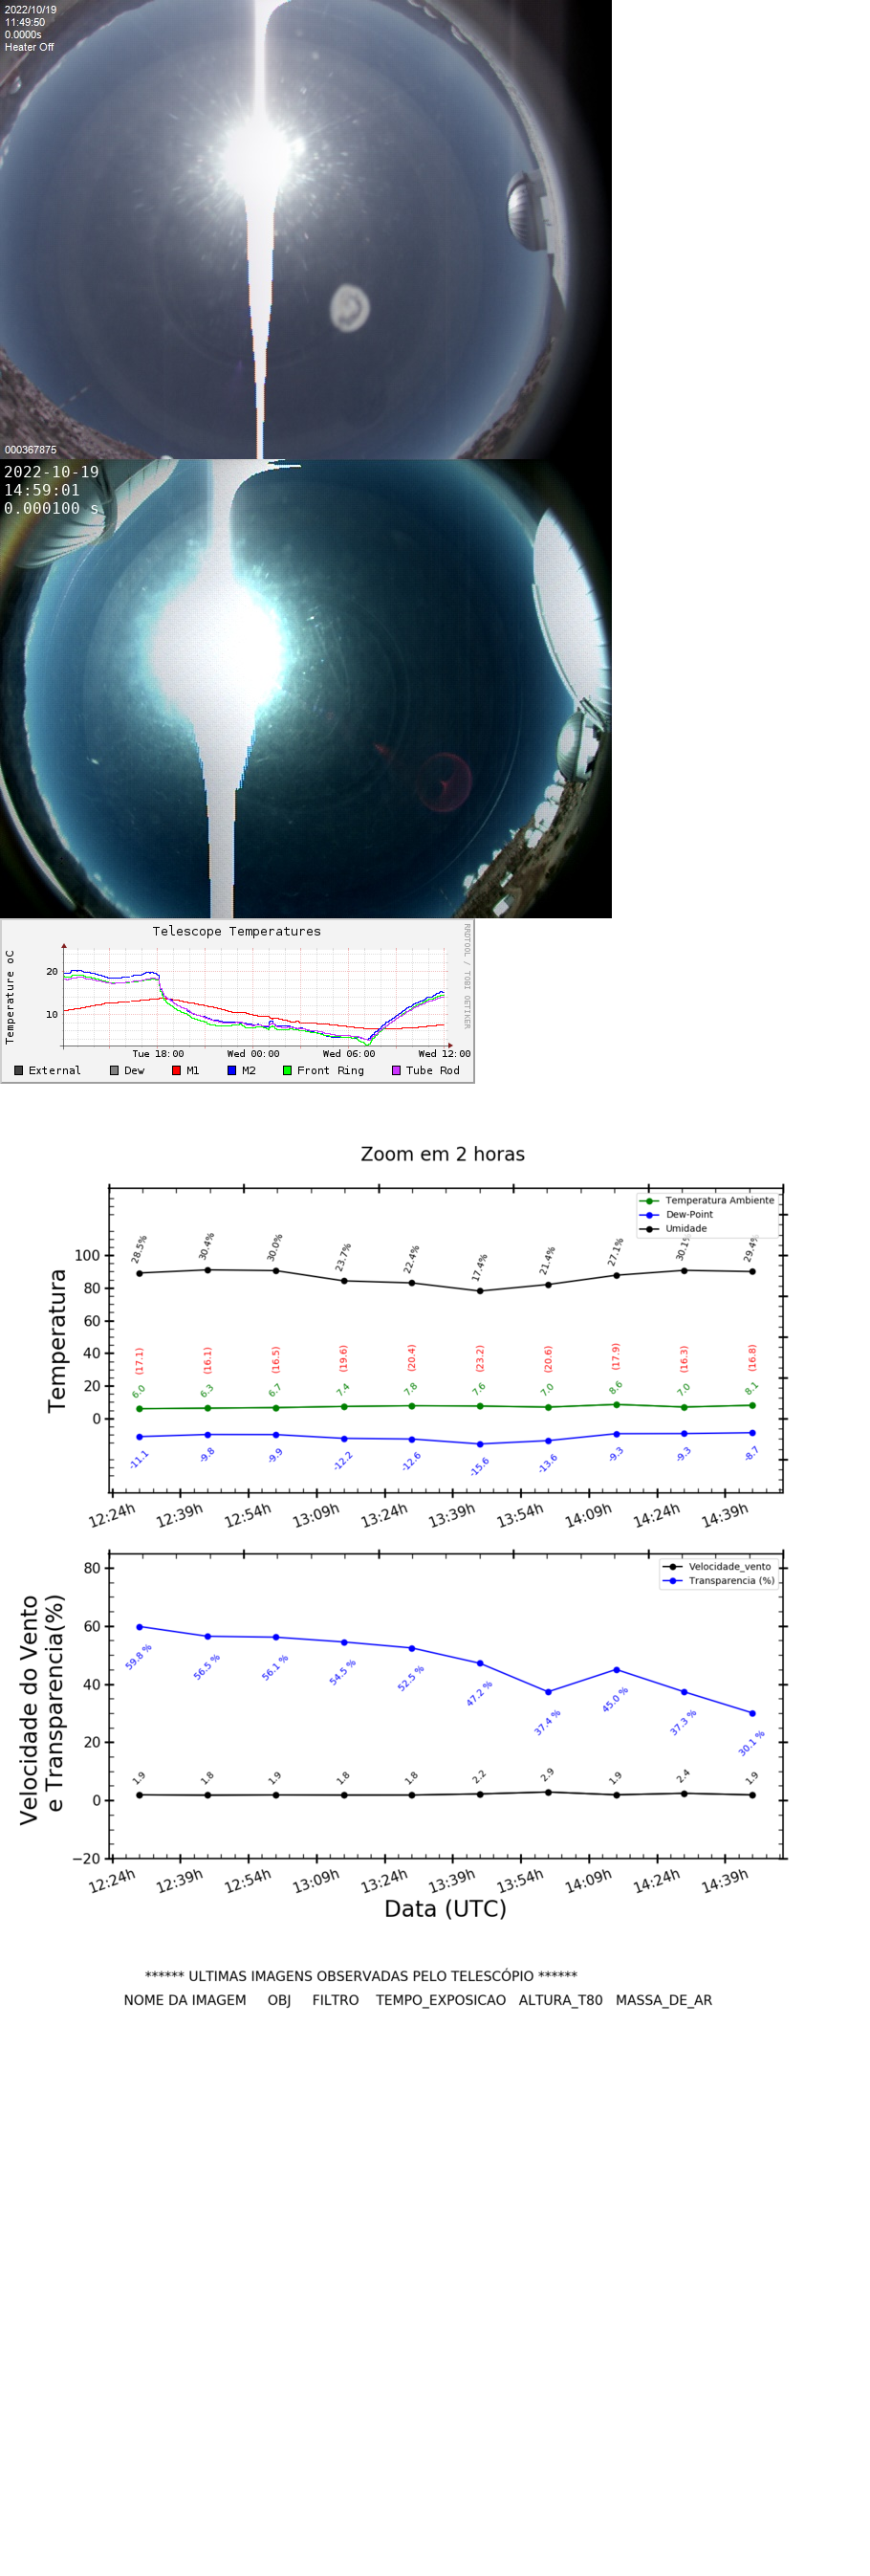 2022/10/19
11:49:50
0.0000s
Heater Off
000367875
2022-10-19
14:59:01
0.000100 s
Telescope Temperatures
RRDTOOL / TOBI OETIKER
Temperature oC
20
10
Tue 18:00 Wed 00:00 Wed 06:00 Wed 12:00
External Dew M1 M2 Front Ring Tube Rod
Zoom em 2 horas
Temperatura Ambiente
Dew-Point
Umidade
Temperatura
100
80
60
40
20
0
28.5% 30.4% 30.0% 23.7% 22.4% 17.4% 21.4% 27.1% 30.1% 29.4%
(17.1) (16.1) (16.5) (19.6) (20.4) (23.2) (20.6) (17.9) (16.3) (16.8)
6.0 6.3 6.7 7.4 7.8 7.6 7.0 8.6 7.0 8.1
-11.1 -9.8 -9.9 -12.2 -12.6 -15.6 -13.6 -9.3 -9.3 -8.7
12:24h 12:39h 12:54h 13:09h 13:24h 13:39h 13:54h 14:09h 14:24h 14:39h
Velocidade_vento
Transparencia (%)
Velocidade do Vento
e Transparencia(%)
80
60
40
20
0
−20
59.8 % 56.5 % 56.1 % 54.5 % 52.5 % 47.2 % 37.4 % 45.0 % 37.3 % 30.1 %
1.9 1.8 1.9 1.8 1.8 2.2 2.9 1.9 2.4 1.9
12:24h 12:39h 12:54h 13:09h 13:24h 13:39h 13:54h 14:09h 14:24h 14:39h
Data (UTC)
****** ULTIMAS IMAGENS OBSERVADAS PELO TELESCÓPIO ******
NOME DA IMAGEM OBJ FILTRO TEMPO_EXPOSICAO ALTURA_T80 MASSA_DE_AR